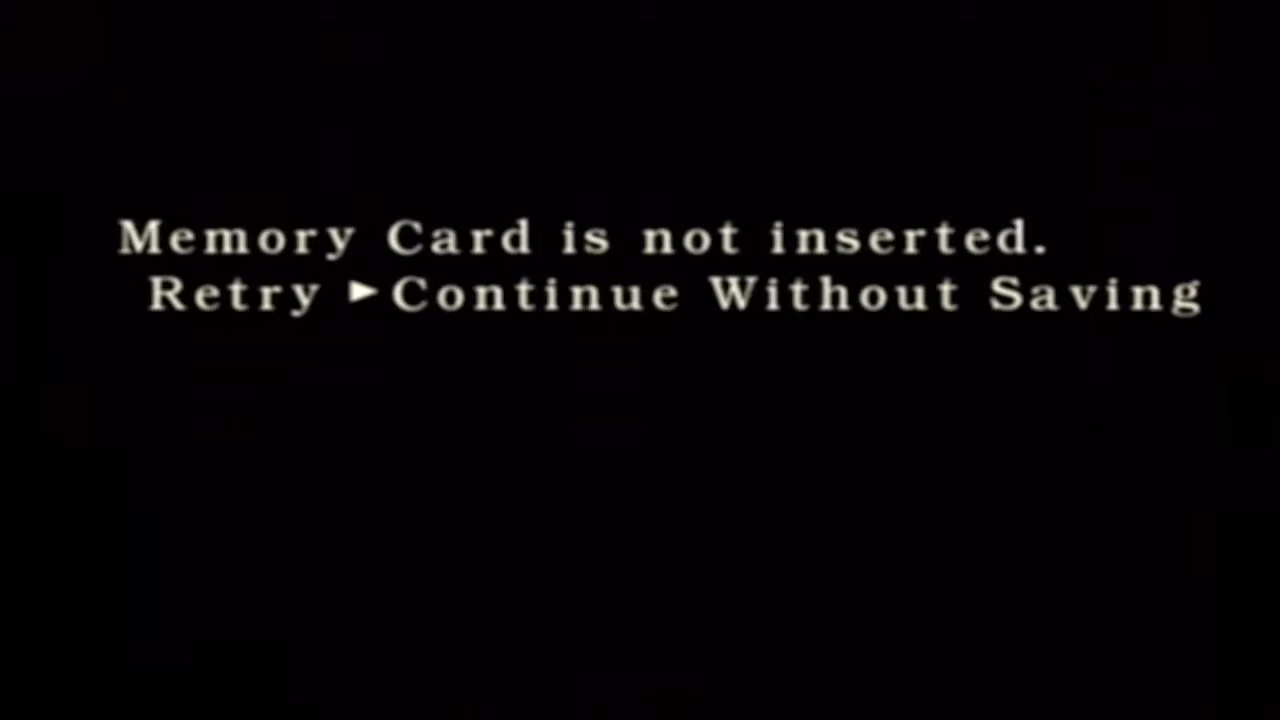 Memory Card is not inserted.
Retry ►Continue Without Saving